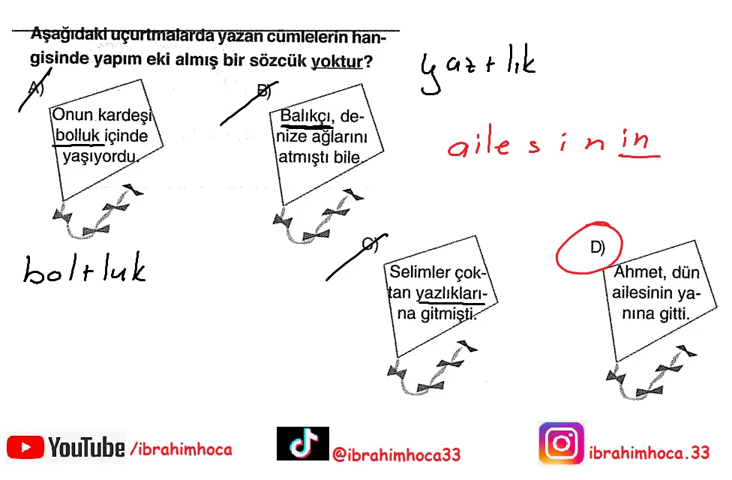 Aşağıdaki uçurtmalarda yazan cümlelerin han-
gisinde yapım eki almış bir sözcük yoktur?
A)
Onun kardeşi
bolluk içinde
yaşıyordu.
B)
Balıkçı, de-
nize ağlarını
atmıştı bile.
yaz+lık
ailesinin
bol+luk
C)
Selimler çok-
tan yazlıkları-
na gitmişti.
D)
Ahmet, dün
ailesinin ya-
nına gitti.
YouTube /ibrahimhoca
@ibrahimhoca33
ibrahimhoca.33